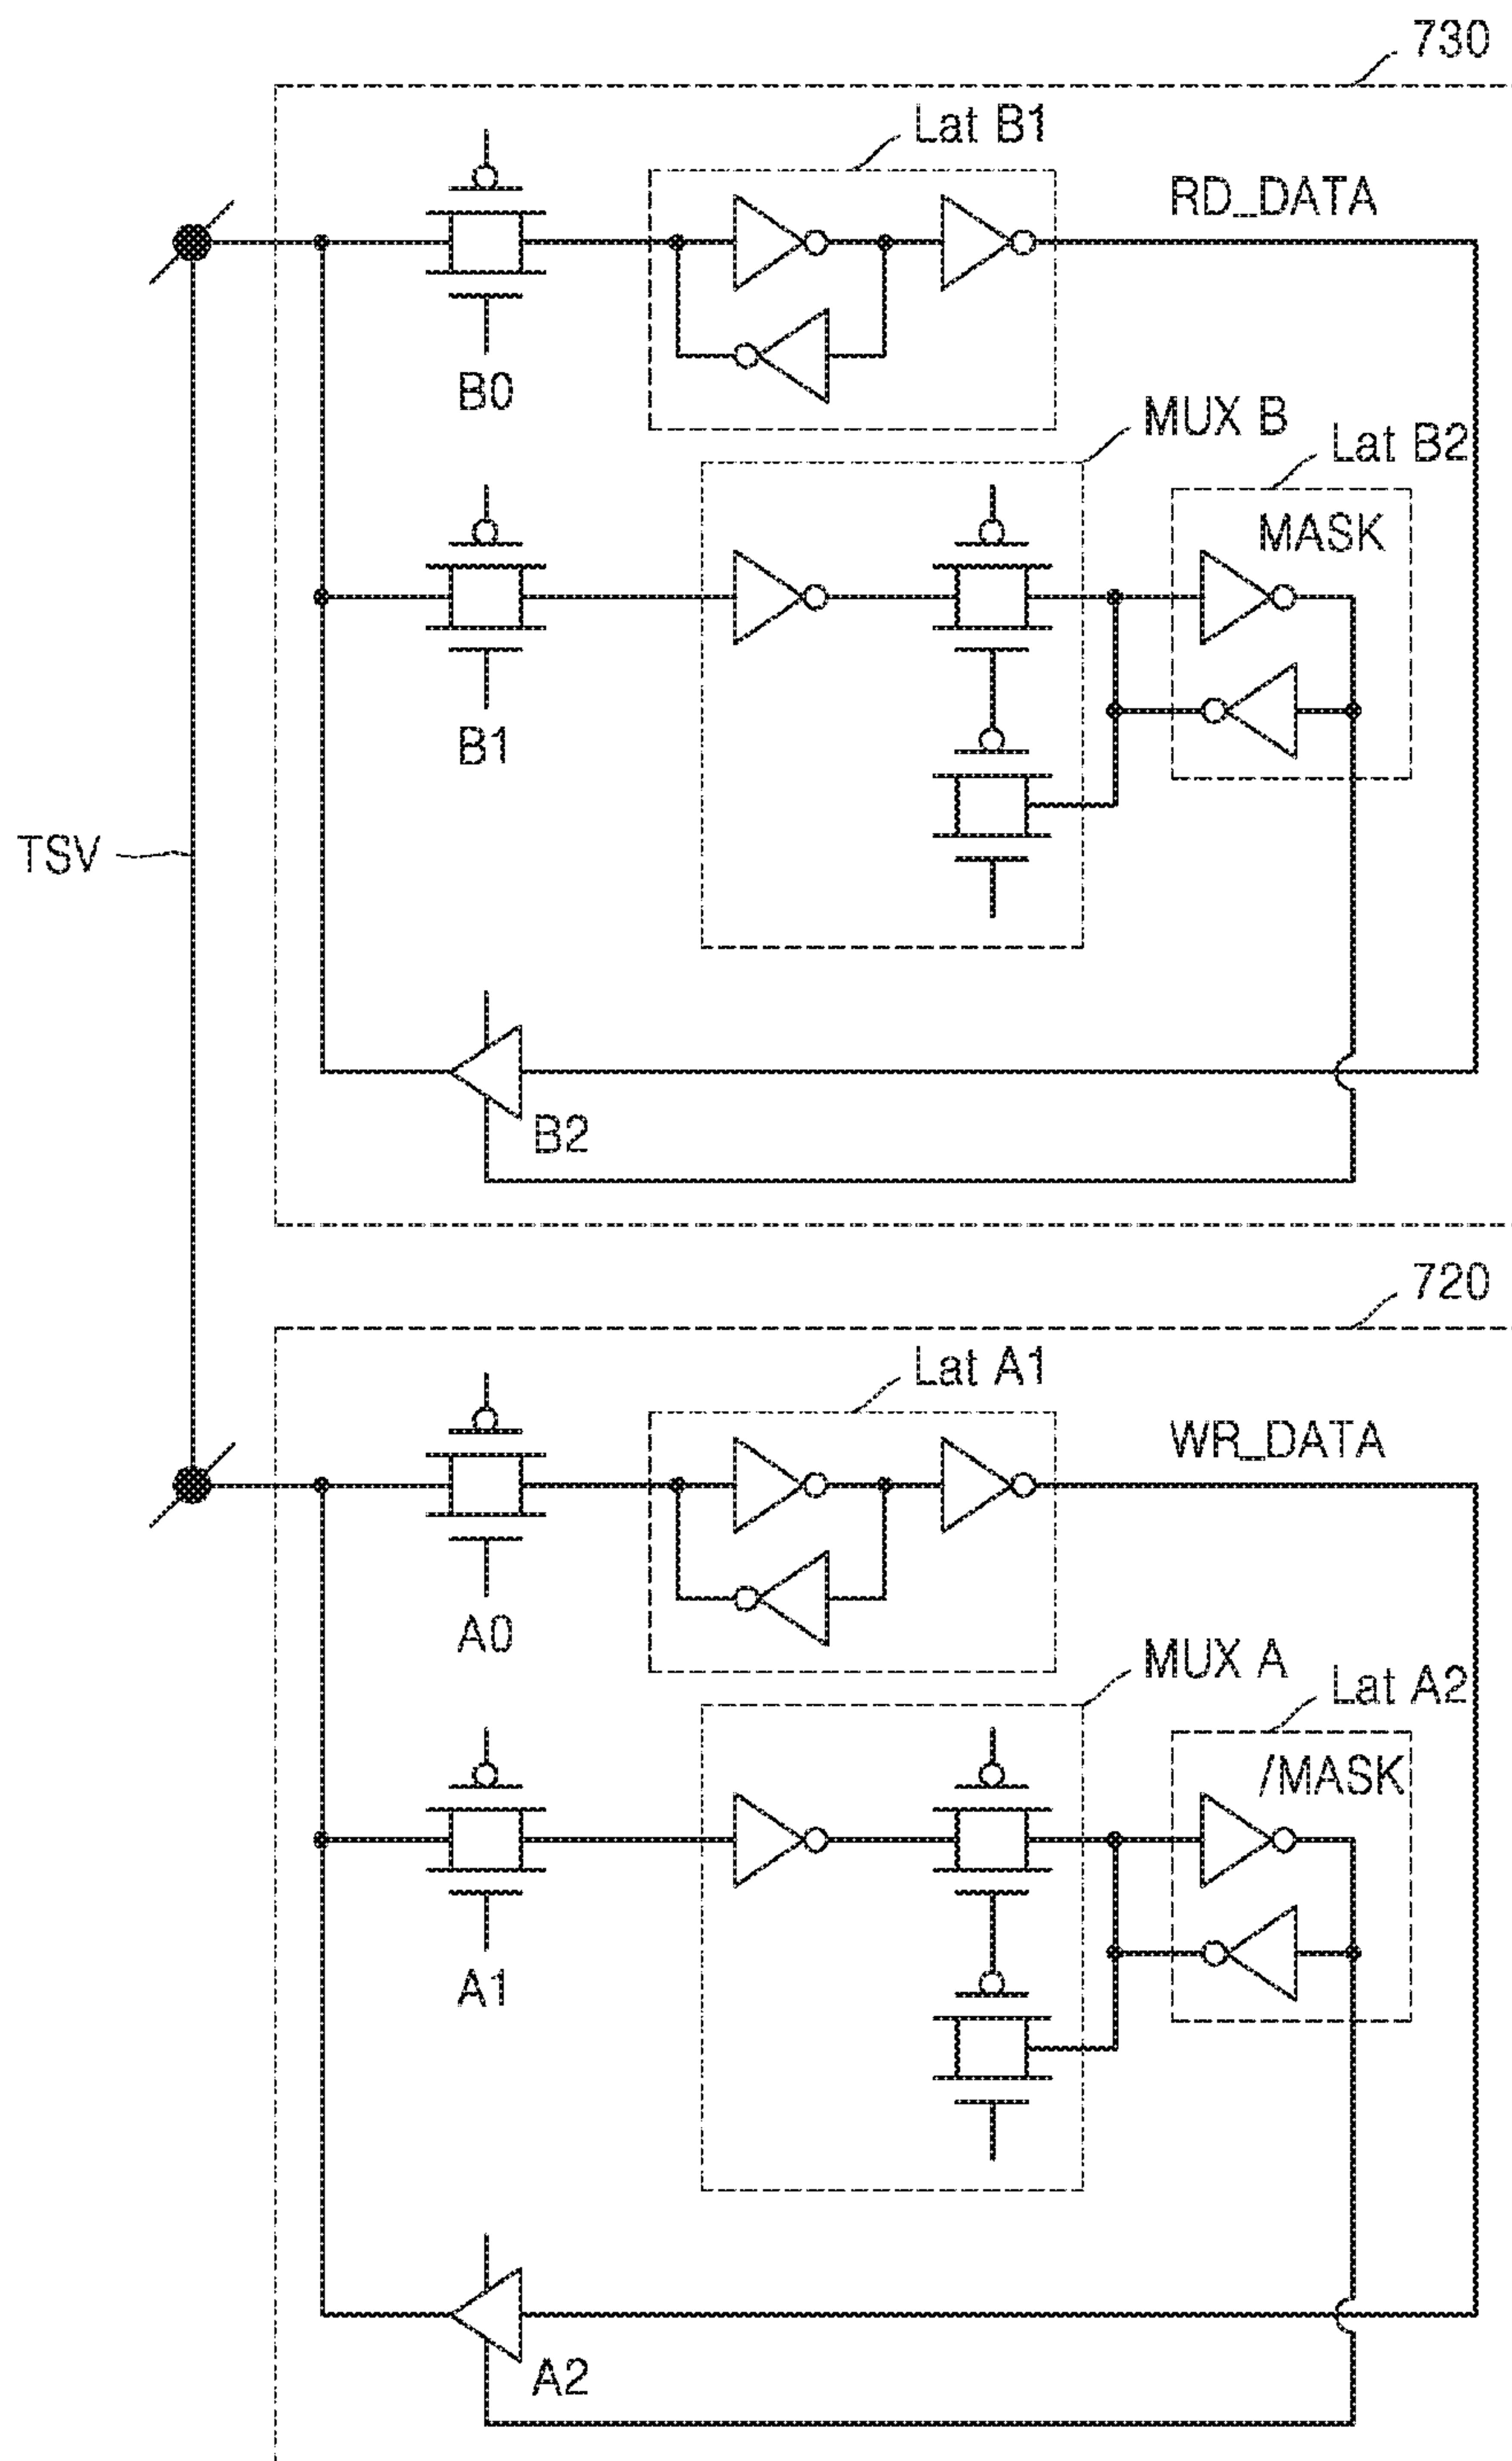 730
Lat B1
RD_DATA
B0
MUX B
Lat B2
MASK
B1
TSV
B2
720
Lat A1
WR_DATA
A0
MUX A
Lat A2
/MASK
A1
A2